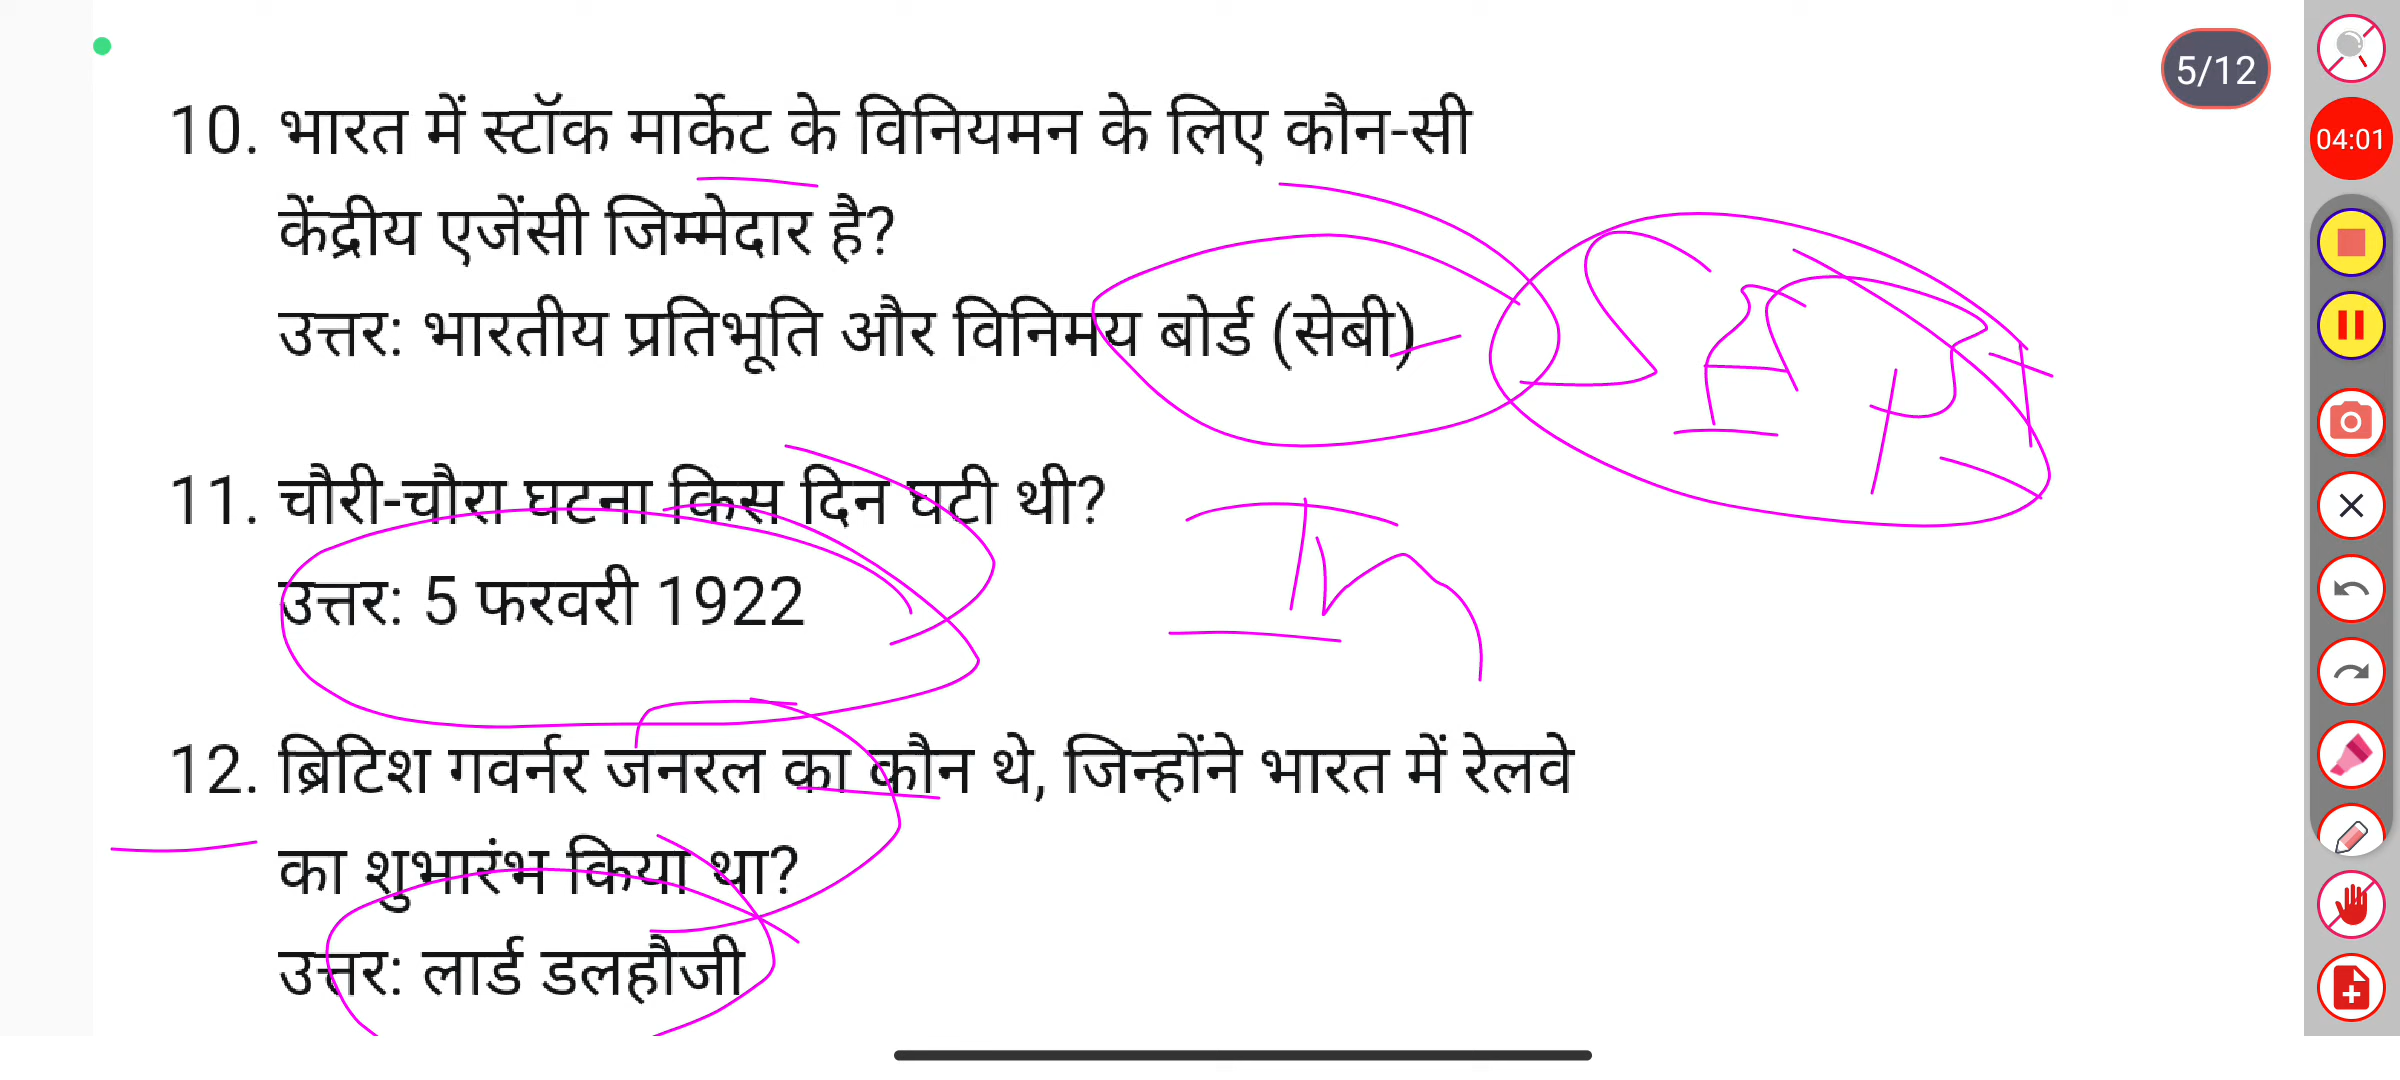 5/12
04:01
10. भारत में स्टॉक मार्केट के विनियमन के लिए कौन-सी
केंद्रीय एजेंसी जिम्मेदार है?
उत्तर: भारतीय प्रतिभूति और विनिमय बोर्ड (सेबी)
11. चौरी-चौरा घटना किस दिन घटी थी?
उत्तर: 5 फरवरी 1922
12. ब्रिटिश गवर्नर जनरल का कौन थे, जिन्होंने भारत में रेलवे
का शुभारंभ किया था?
उत्तर: लार्ड डलहौजी